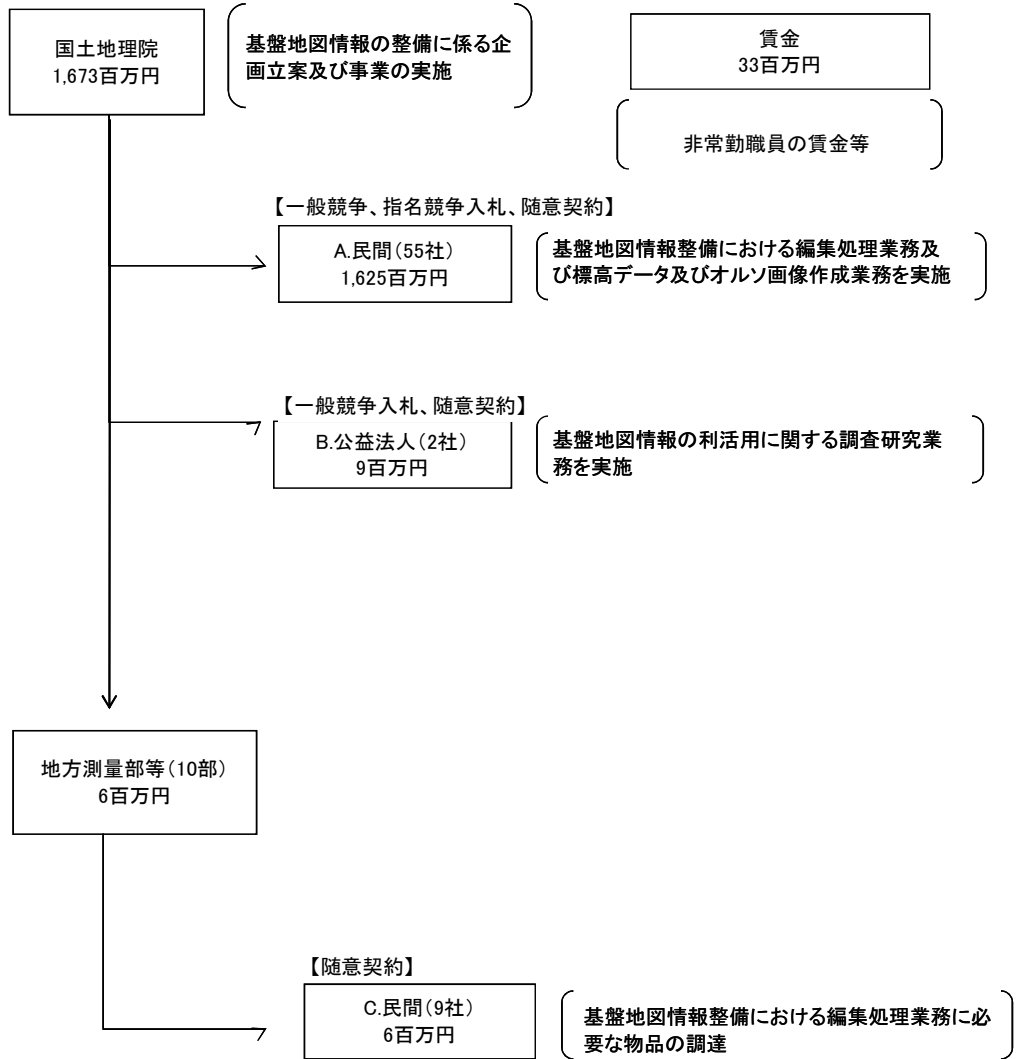 国土地理院
1,673百万円
基盤地図情報の整備に係る企
画立案及び事業の実施
賃金
33百万円
非常勤職員の賃金等
【一般競争、指名競争入札、随意契約】
A.民間(55社)
1,625百万円
基盤地図情報整備における編集処理業務及
び標高データ及びオルソ画像作成業務を実施
【一般競争入札、随意契約】
B.公益法人(2社)
9百万円
基盤地図情報の利活用に関する調査研究業
務を実施
地方測量部等(10部)
6百万円
【随意契約】
C.民間(9社)
6百万円
基盤地図情報整備における編集処理業務に必
要な物品の調達